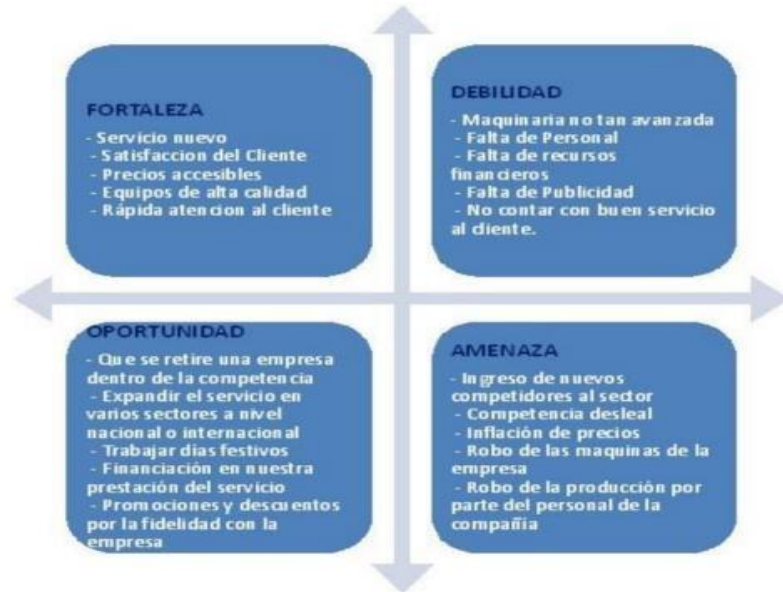 FORTALEZA
- Servicio nuevo
- Satisfaccion del Cliente
- Precios accesibles
- Equipos de alta calidad
- Rápida atencion al cliente
DEBILIDAD
- Maquinaria no tan avanzada
- Falta de Personal
- Falta de recursos
financieros
- Falta de Publicidad
- No contar con buen servicio
al cliente.
OPORTUNIDAD
- Que se retire una empresa
dentro de la competencia
- Expandir el servicio en
varios sectores a nivel
nacional o internacional
- Trabajar días festivos
- Financiación en nuestra
prestación del servicio
- Promociones y descuentos
por la fidelidad con la
empresa
AMENAZA
- Ingreso de nuevos
competidores al sector
- Competencia desleal
- Inflación de precios
- Robo de las maquinas de la
empresa
- Robo de la producción por
parte del personal de la
compañía